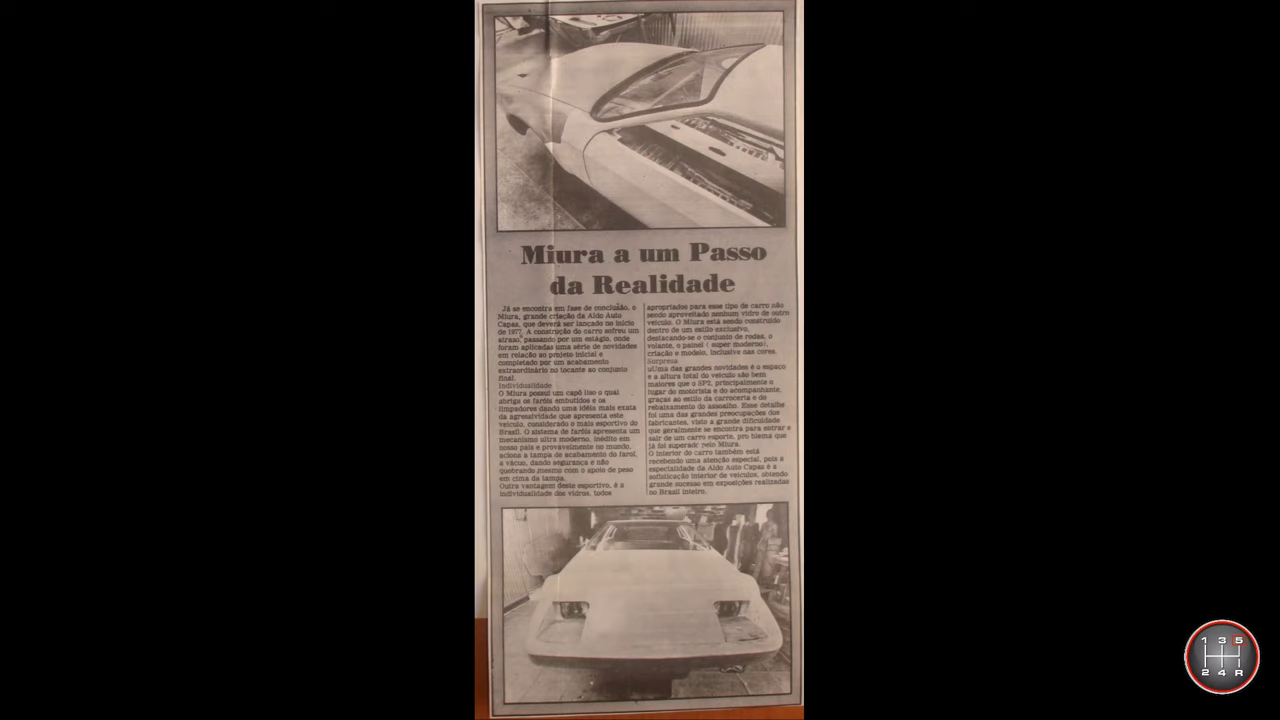 Miura a um Passo
da Realidade
Já se encontra em fase de conclusão, o
Miura, grande criação da Aldo Auto
Capas, que deverá ser lançado no início
de 1977. A construção do carro sofreu um
atraso, passando por um estágio, onde
foram aplicadas uma série de novidades
em relação ao projeto inicial e
completado por um acabamento
extraordinário no tocante ao conjunto
final.
Individualidade
O Miura possui um capô liso o qual
abriga os faróis embutidos e os
limpadores dando uma idéia mais exata
da agressividade que apresenta este
veículo, considerado o mais esportivo do
Brasil. O sistema de faróis apresenta um
mecanismo ultra moderno, inédito em
nosso país e provavelmente no mundo,
aciona a tampa de acabamento do farol,
a vácuo, dando segurança e não
quebrando mesmo com o apoio de peso
em cima da tampa.
Outra vantagem deste esportivo, é a
individualidade dos vidros, todos
apropriados para esse tipo de carro não
sendo aproveitado nenhum vidro de outro
veículo. O Miura está sendo construído
dentro de um estilo exclusivo,
destacando-se o conjunto de rodas, o
volante, o painel ( super moderno),
criação e modelo, inclusive nas cores.
Surpresa
uUma das grandes novidades é o espaço
e a altura total do veículo são bem
maiores que o SP2, principalmente o
lugar do motorista e do acompanhante,
graças ao estilo da carroceria e do
rebaixamento do assoalho. Esse detalhe
foi uma das grandes preocupações dos
fabricantes, visto a grande dificuldade
que geralmente se encontra para entrar e
sair de um carro esporte, pro blema que
já foi superado pelo Miura.
O interior do carro também está
recebendo uma atenção especial, pois a
especialidade da Aldo Auto Capas é a
sofisticação interior de veículos, obtendo
grande sucesso em exposições realizadas
no Brasil inteiro.
1 3 5
2 4 R